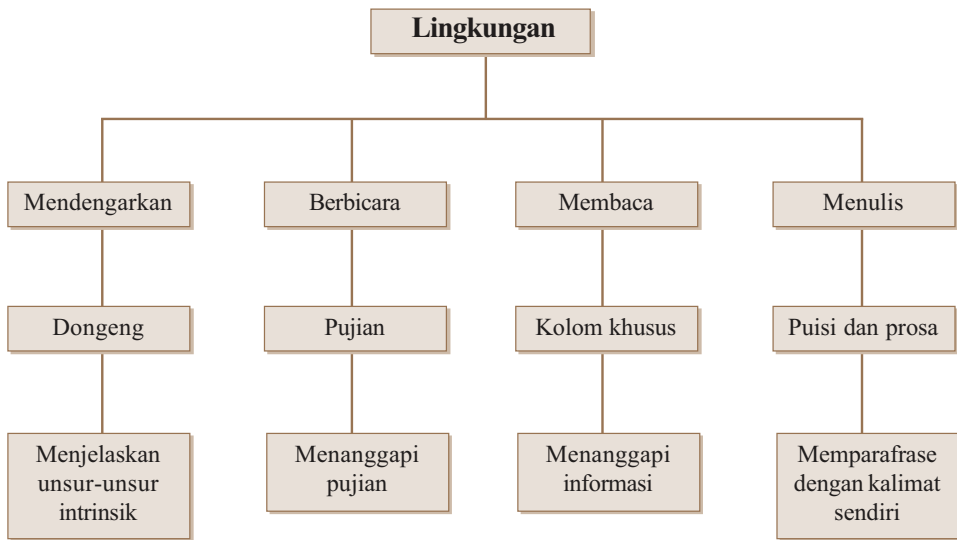 Lingkungan
Mendengarkan
Berbicara
Membaca
Menulis
Dongeng
Pujian
Kolom khusus
Puisi dan prosa
Menjelaskan
unsur-unsur
intrinsik
Menanggapi
pujian
Menanggapi
informasi
Memparafrase
dengan kalimat
sendiri